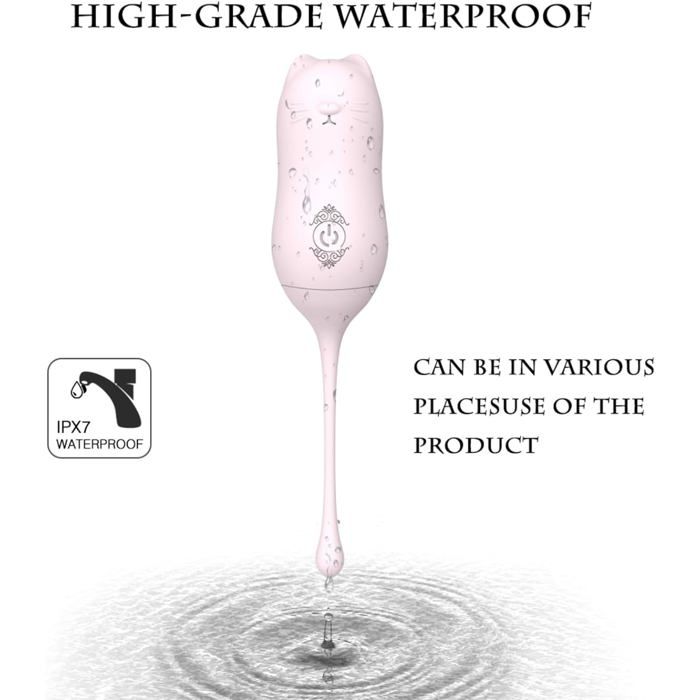 HIGH-GRADE WATERPROOF
IPX7
WATERPROOF
CAN BE IN VARIOUS
PLACESUSE OF THE
PRODUCT